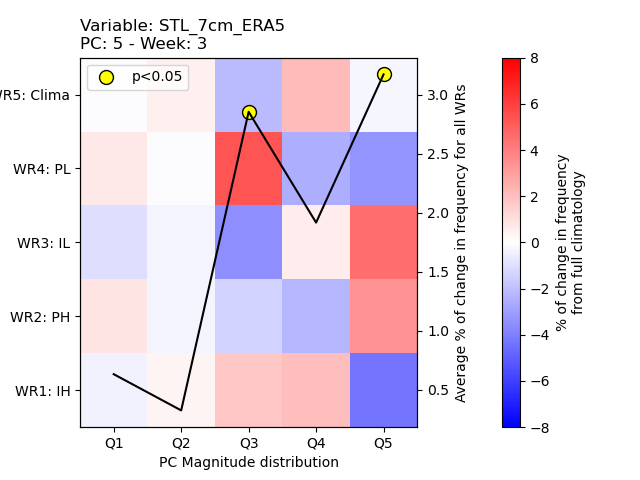 Variable: STL_7cm_ERA5
PC: 5 - Week: 3
p<0.05
WR5: Clima
WR4: PL
WR3: IL
WR2: PH
WR1: IH
Q1 Q2 Q3 Q4 Q5
PC Magnitude distribution
3.0
2.5
2.0
1.5
1.0
0.5
Average % of change in frequency for all WRs
8
6
4
2
0
−2
−4
−6
−8
% of change in frequency
from full climatology